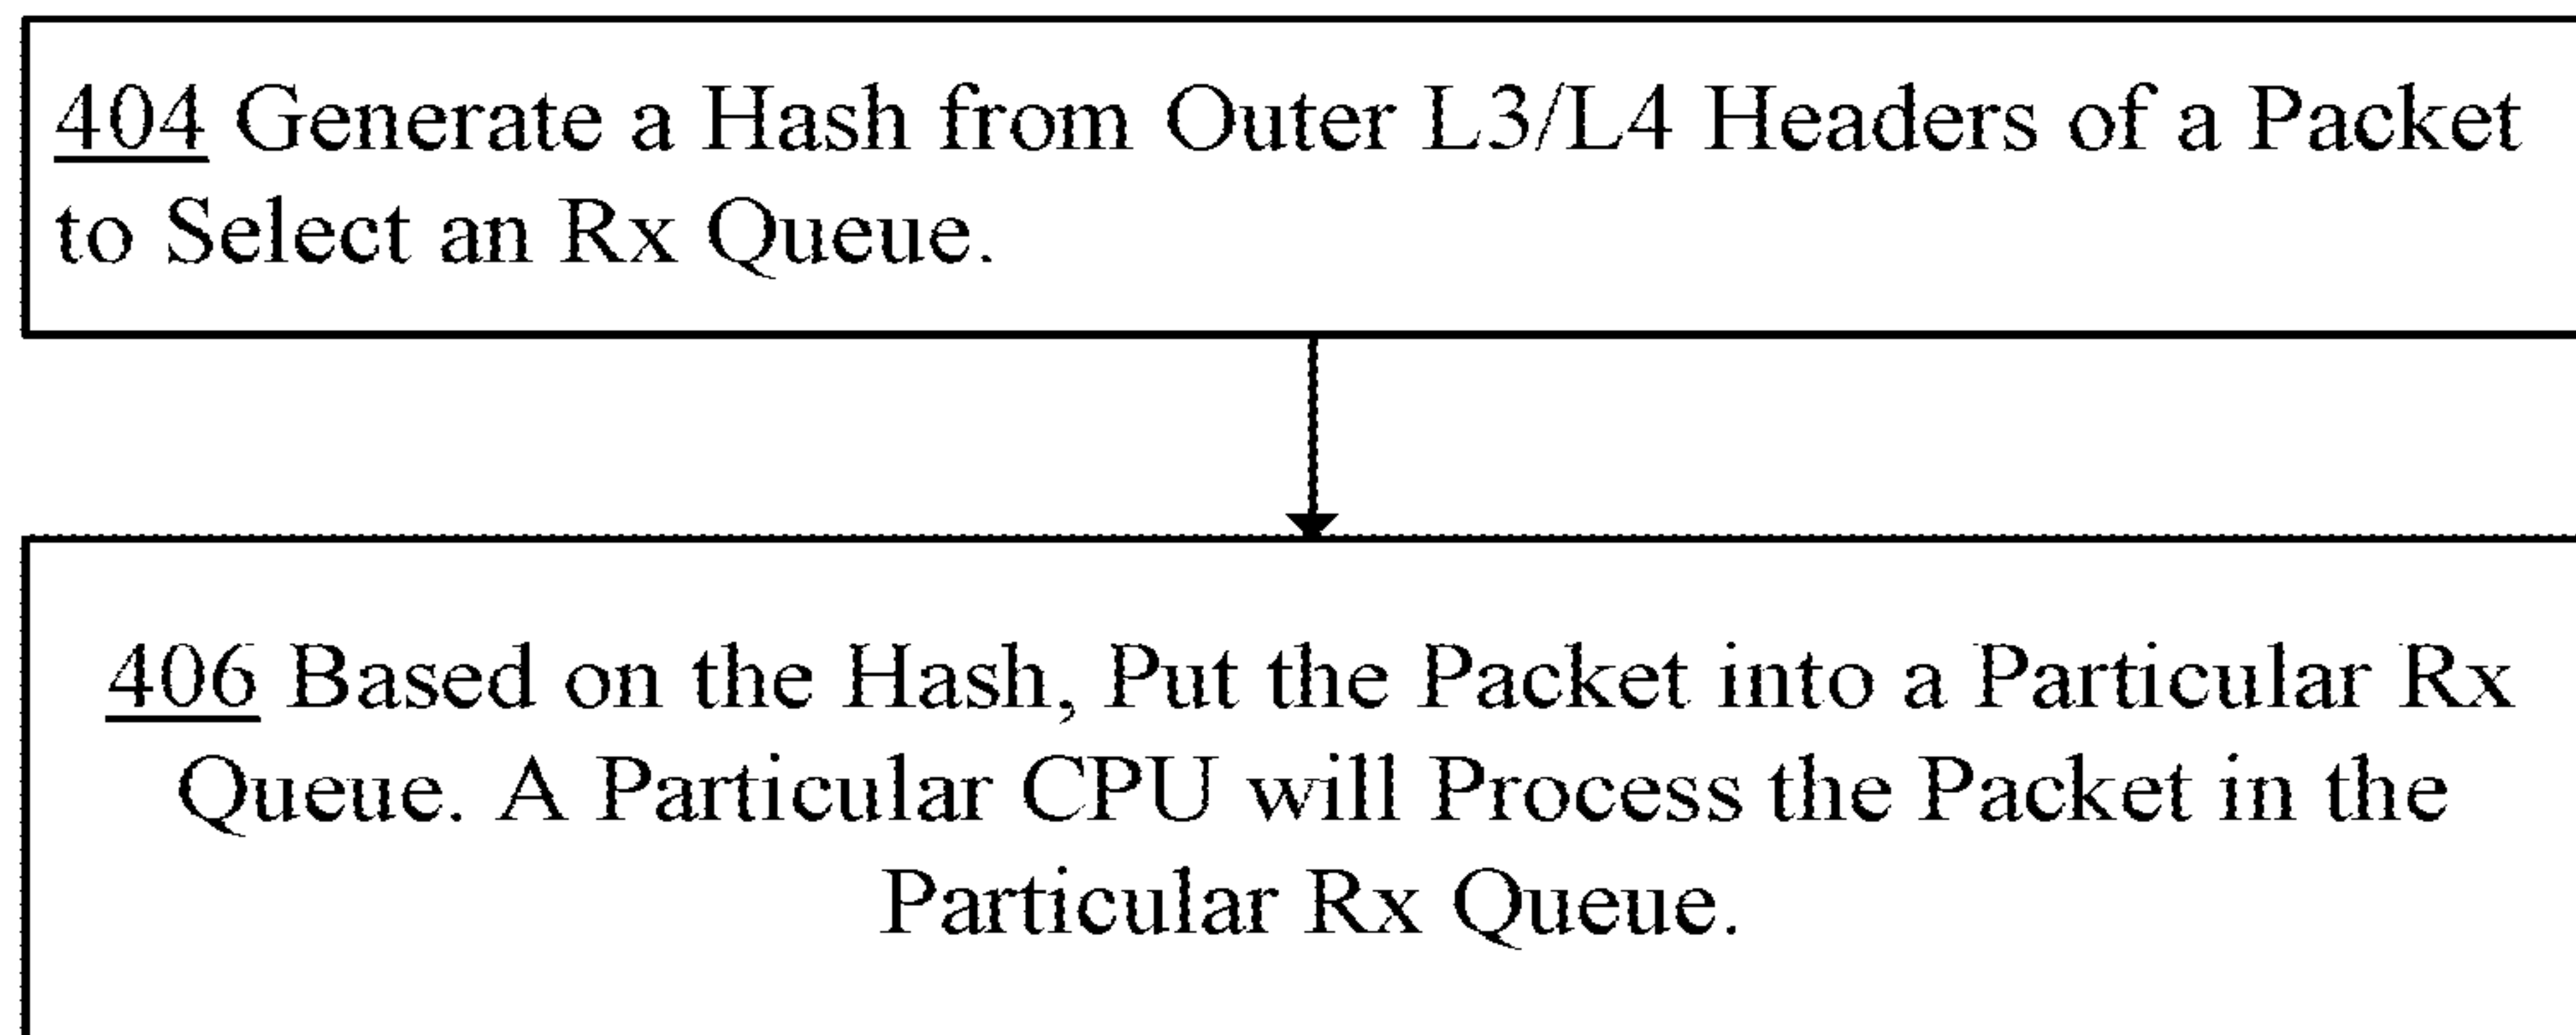 404 Generate a Hash from Outer L3/L4 Headers of a Packet
to Select an Rx Queue.
406 Based on the Hash, Put the Packet into a Particular Rx
Queue. A Particular CPU will Process the Packet in the
Particular Rx Queue.